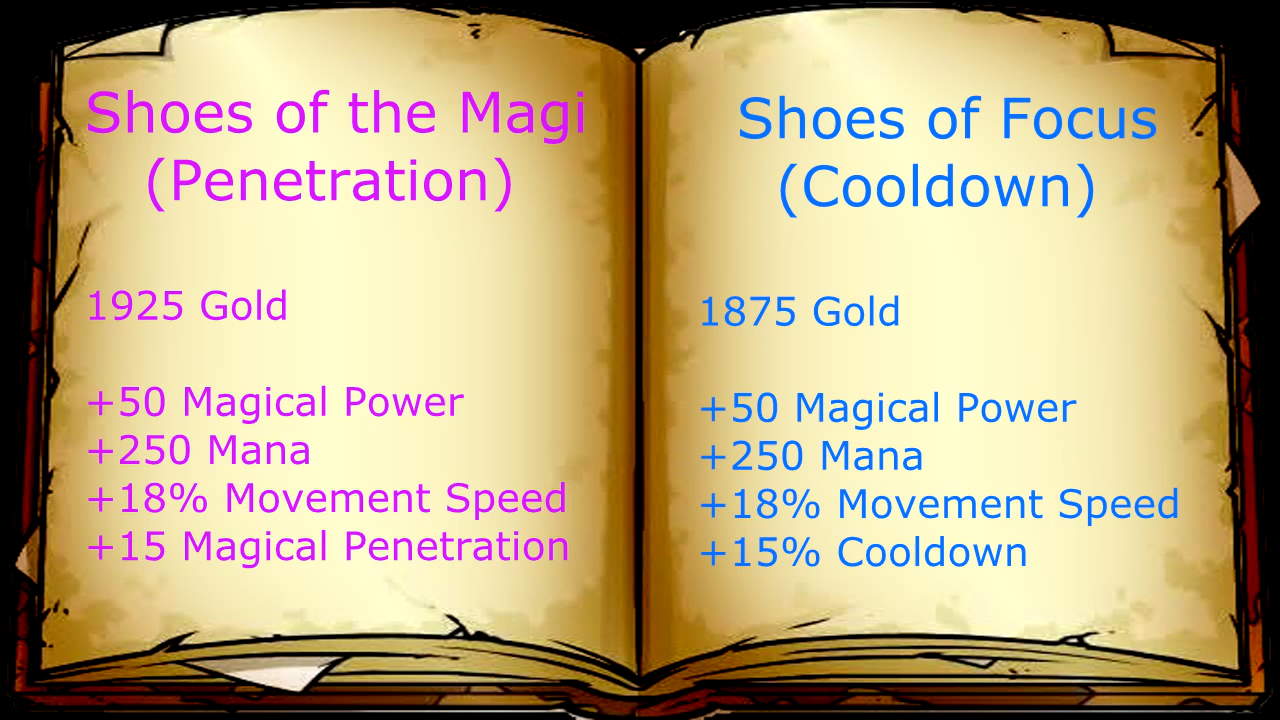 Shoes of the Magi
(Penetration)
1925 Gold
+50 Magical Power
+250 Mana
+18% Movement Speed
+15 Magical Penetration
Shoes of Focus
(Cooldown)
1875 Gold
+50 Magical Power
+250 Mana
+18% Movement Speed
+15% Cooldown